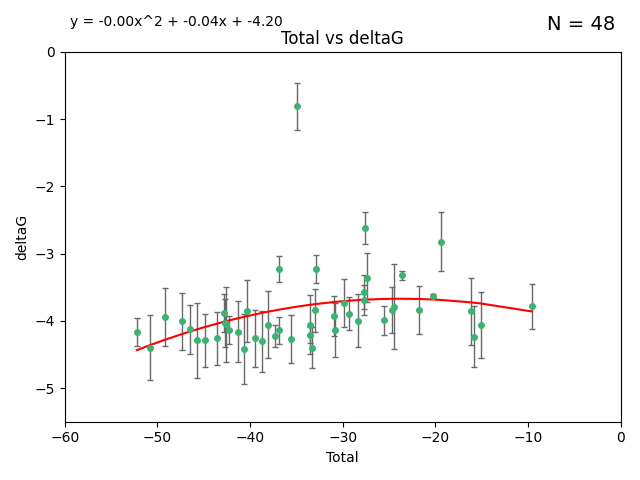 y = -0.00x^2 + -0.04x + -4.20
N = 48
Total vs deltaG
0
−1
−2
−3
−4
−5
deltaG
−60 −50 −40 −30 −20 −10 0
Total